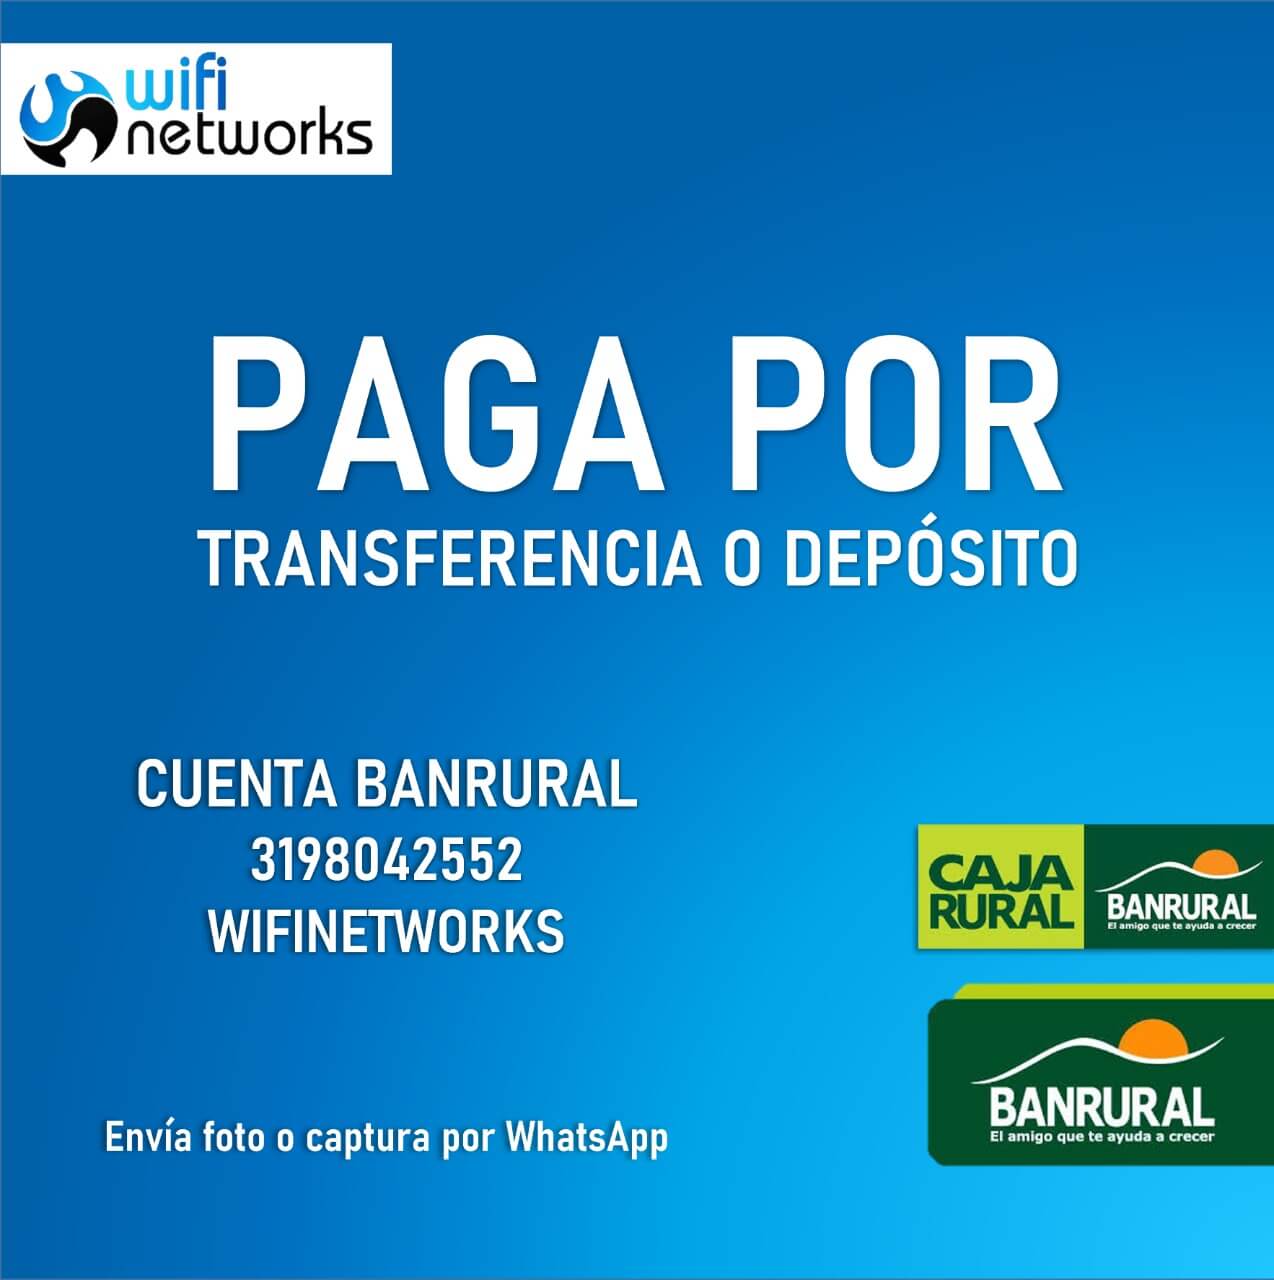 wifi
networks
PAGA POR
TRANSFERENCIA O DEPÓSITO
CUENTA BANRURAL
3198042552
WIFINETWORKS
CAJA
RURAL
BANRURAL
El amigo que te ayuda a crecer
BANRURAL
El amigo que te ayuda a crecer
Envía foto o captura por WhatsApp